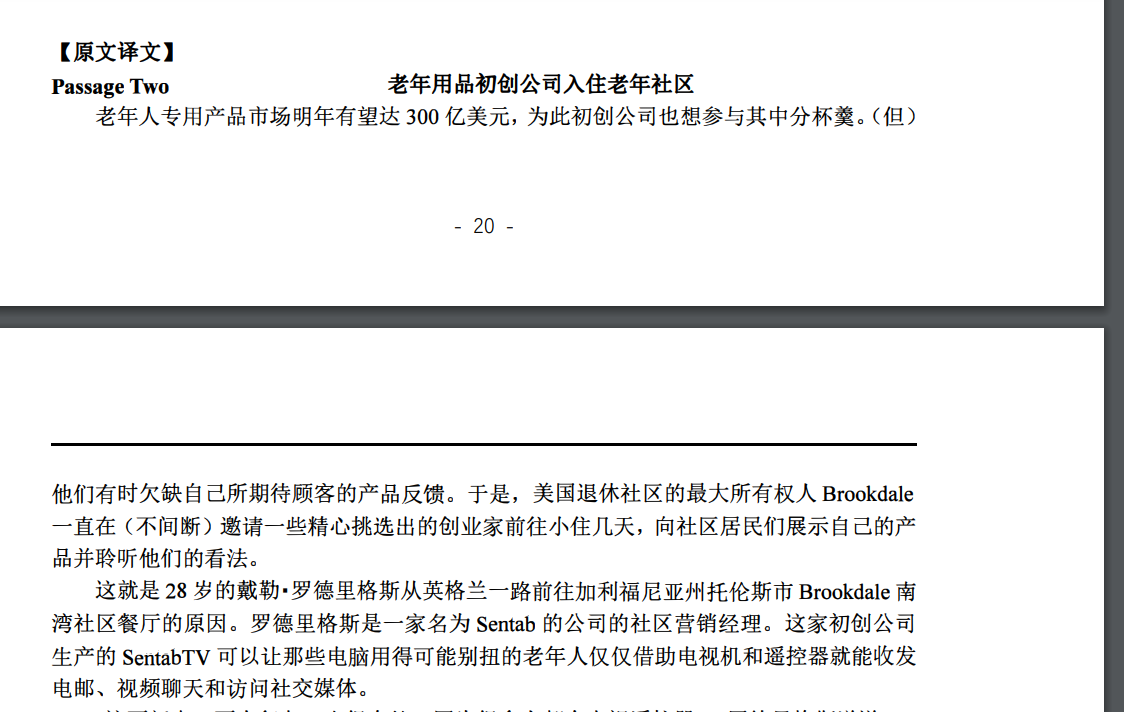 【原文译文】
Passage Two 老年用品初创公司入住老年社区
老年人专用产品市场明年有望达 300 亿美元，为此初创公司也想参与其中分杯羹。（但）
- 20 -
他们有时欠缺自己所期待顾客的产品反馈。于是，美国退休社区的最大所有权人 Brookdale
一直在（不间断）邀请一些精心挑选出的创业家前往小住几天，向社区居民们展示自己的产
品并聆听他们的看法。
这就是 28 岁的戴勒·罗德里格斯从英格兰一路前往加利福尼亚州托伦斯市 Brookdale 南
湾社区餐厅的原因。罗德里格斯是一家名为 Sentab 的公司的社区营销经理。这家初创公司
生产的 SentabTV 可以让那些电脑用得可能别扭的老年人仅仅借助电视机和遥控器就能收发
电邮、视频聊天和访问社交媒体。